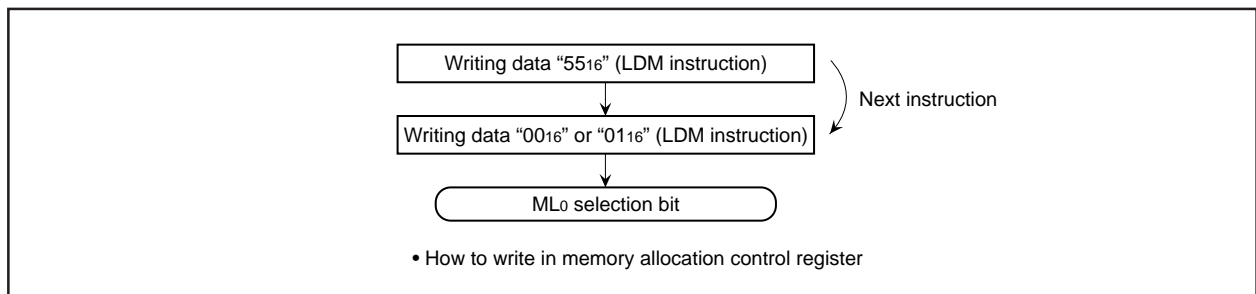 Writing data “5516” (LDM instruction)
Next instruction
Writing data “0016” or “0116” (LDM instruction)
ML0 selection bit
• How to write in memory allocation control register